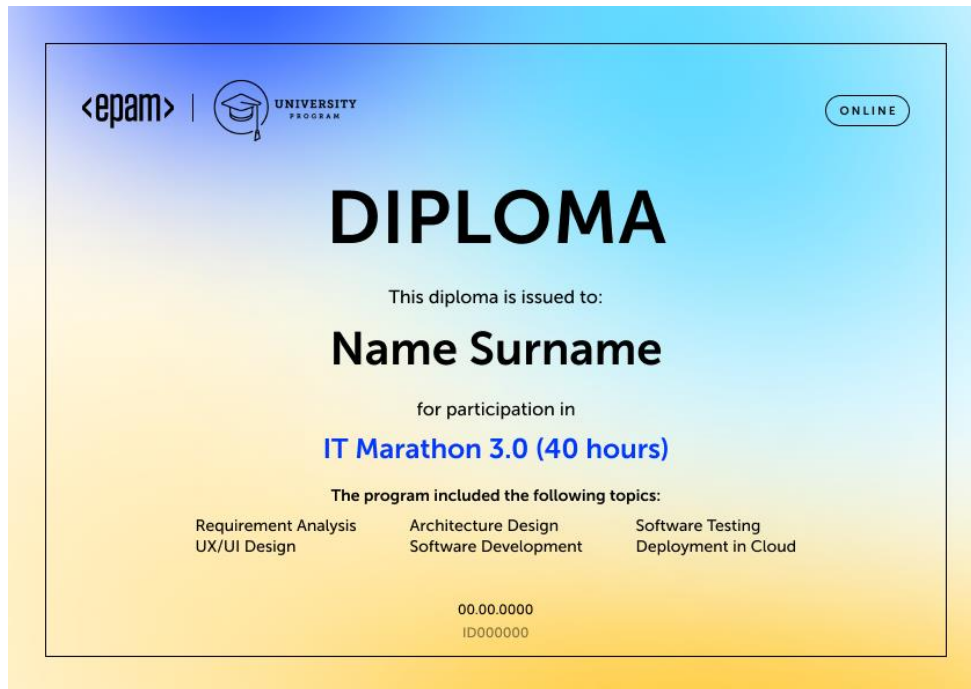 <epam> | UNIVERSITY
PROGRAM
ONLINE
DIPLOMA
This diploma is issued to:
Name Surname
for participation in
IT Marathon 3.0 (40 hours)
The program included the following topics:
Requirement Analysis
UX/UI Design
Architecture Design
Software Development
Software Testing
Deployment in Cloud
00.00.0000
ID000000